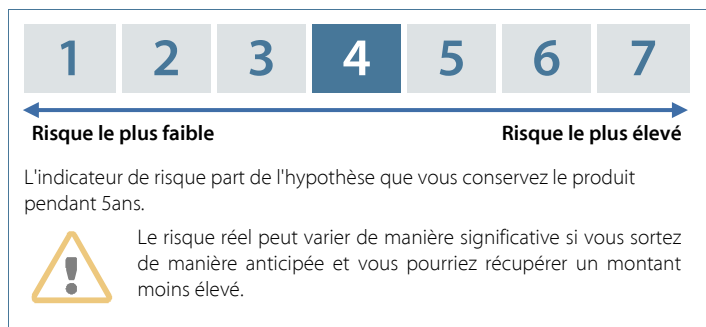 1 2 3 4 5 6 7
Risque le plus faible Risque le plus élevé
L'indicateur de risque part de l'hypothèse que vous conservez le produit
pendant 5ans.
Le risque réel peut varier de manière significative si vous sortez
de manière anticipée et vous pourriez récupérer un montant
moins élevé.